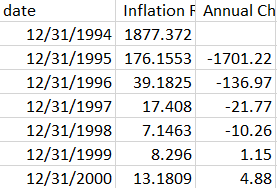 date Inflation R Annual Ch
12/31/1994 1877.372
12/31/1995 176.1553 -1701.22
12/31/1996 39.1825 -136.97
12/31/1997 17.408 -21.77
12/31/1998 7.1463 -10.26
12/31/1999 8.296 1.15
12/31/2000 13.1809 4.88